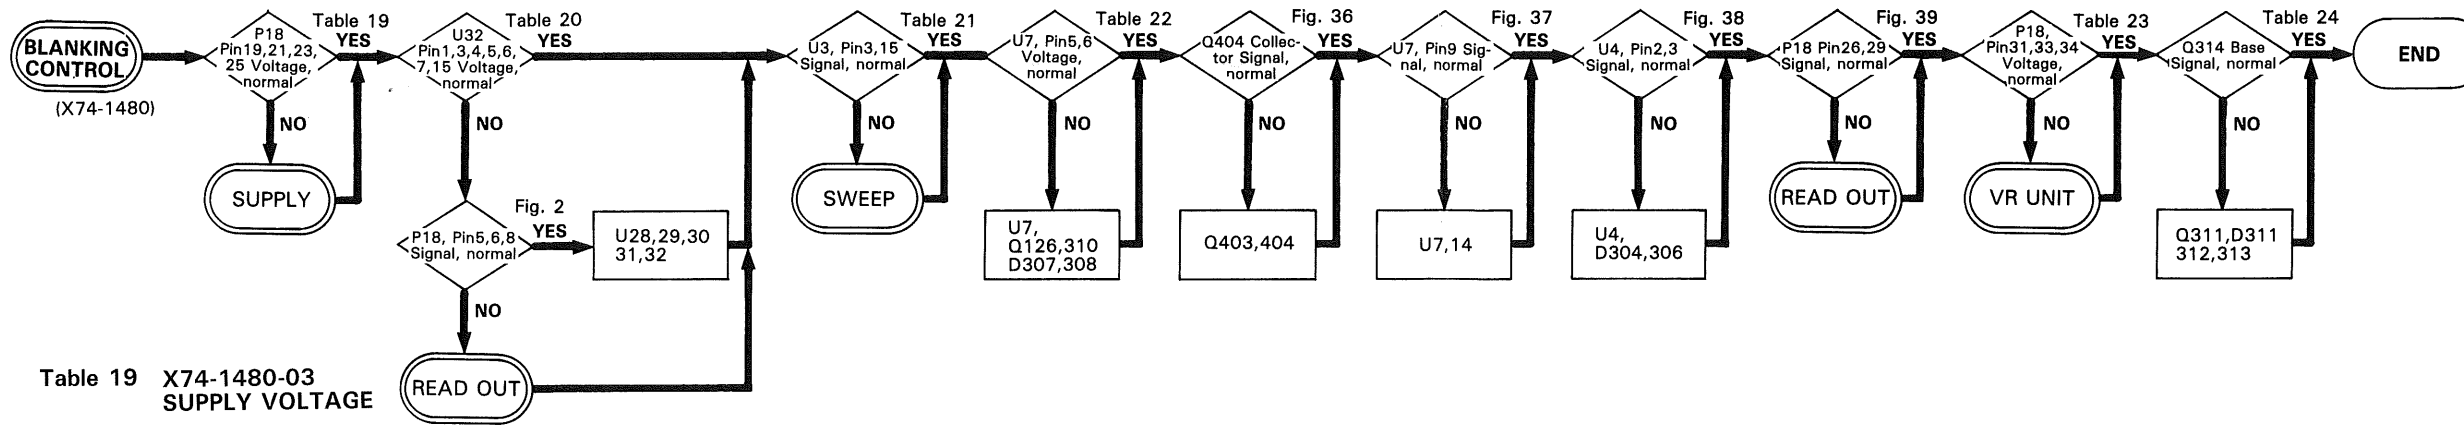 BLANKING
CONTROL
(X74-1480)
P18
Pin19,21,23,
25 Voltage,
normal
Table 19
YES
NO
SUPPLY
U32
Pin1,3,4,5,6,
7,15 Voltage,
normal
Table 20
YES
NO
P18, Pin5,6,8
Signal, normal
Fig. 2
YES
U28,29,30
31,32
NO
READ OUT
U3, Pin3,15
Signal, normal
Table 21
YES
NO
SWEEP
U7, Pin5,6
Voltage,
normal
Table 22
YES
NO
U7,
Q126,310
D307,308
Q404 Collec-
tor Signal,
normal
Fig. 36
YES
NO
Q403,404
U7, Pin9 Sig-
nal, normal
Fig. 37
YES
NO
U7,14
U4, Pin2,3
Signal, normal
Fig. 38
YES
NO
U4,
D304,306
P18 Pin26,29
Signal, normal
Fig. 39
YES
NO
READ OUT
P18,
Pin31,33,34
Voltage,
normal
Table 23
YES
NO
VR UNIT
Q314 Base
Signal, normal
Table 24
YES
NO
Q311,D311
312,313
END
Table 19 X74-1480-03
SUPPLY VOLTAGE